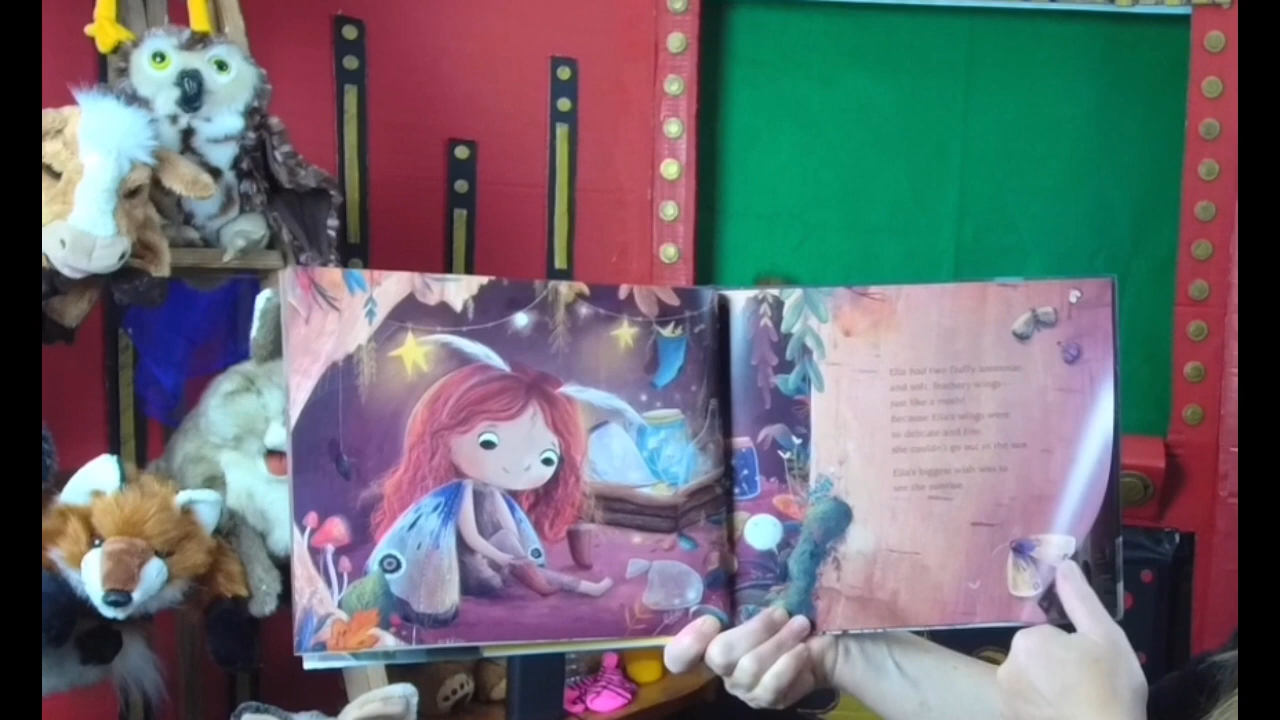 Ella had two fluffy antennae
and soft, feathery wings
just like a moth!
Because Ella's wings were
so delicate and fine,
she couldn't go out in the sun.
Ella's biggest wish was to
see the sunrise.